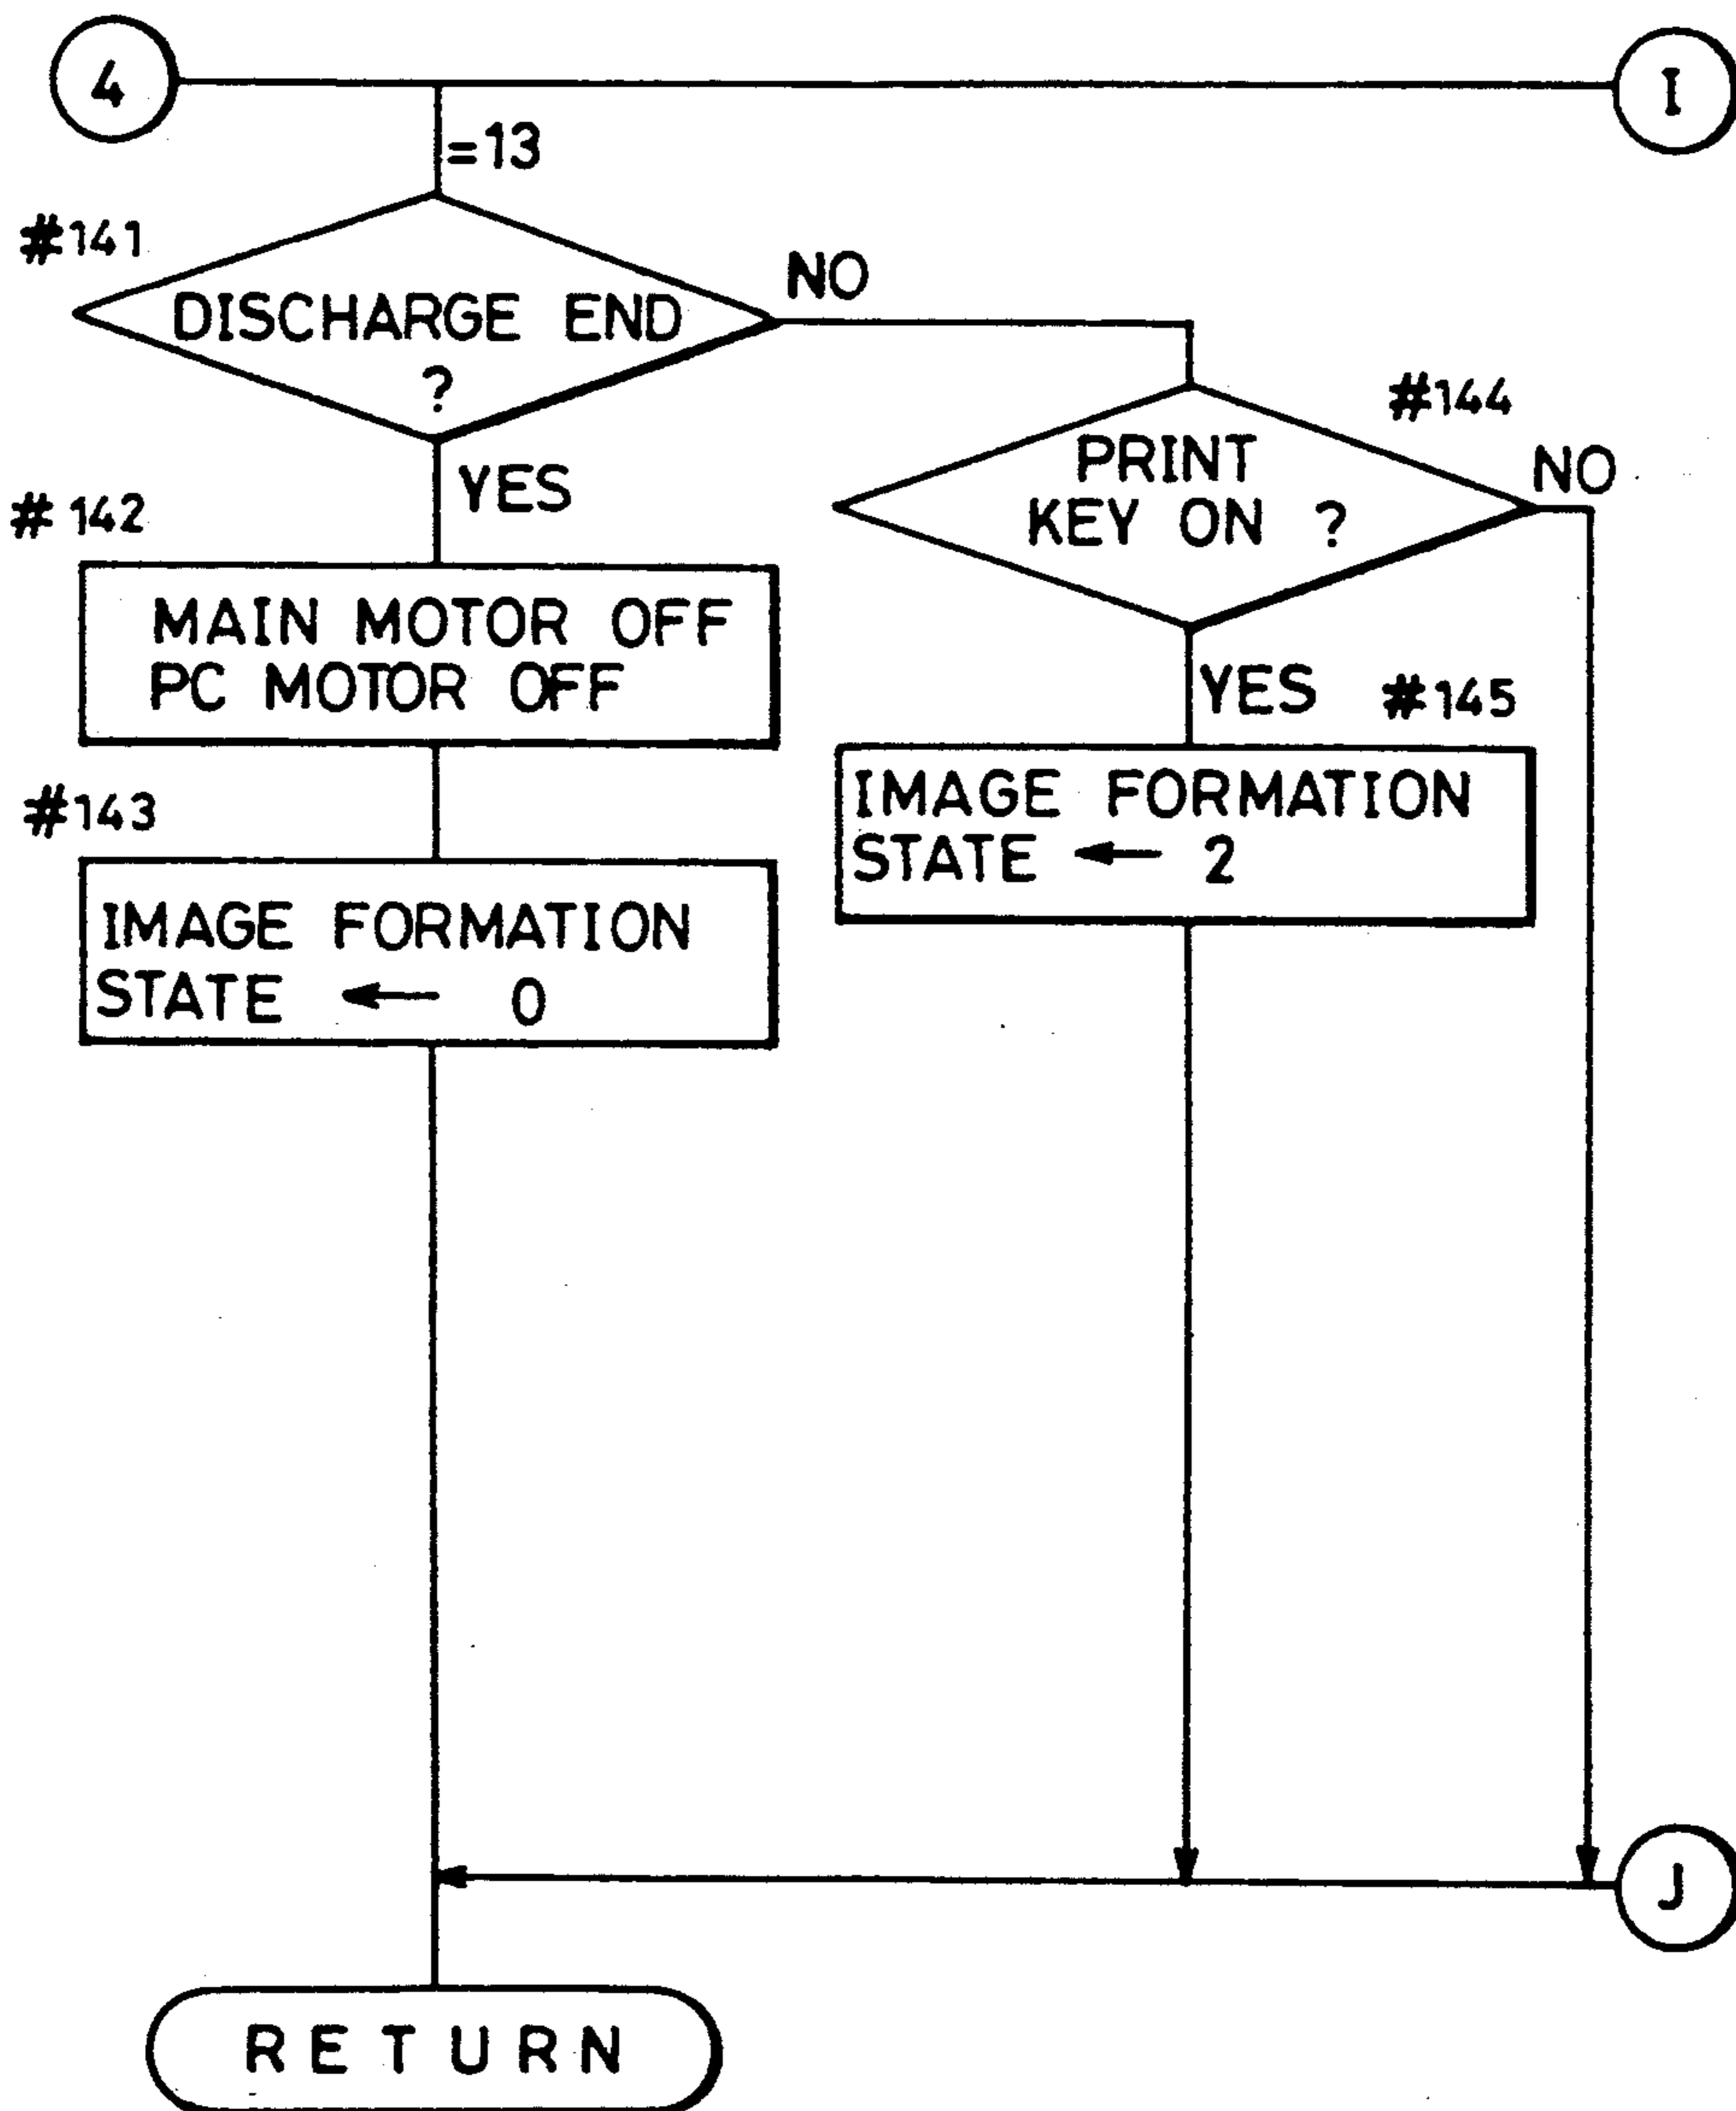 4
I
=13
#141
DISCHARGE END
?
NO
YES
#144
PRINT
KEY ON ?
NO
#142
MAIN MOTOR OFF
PC MOTOR OFF
YES
#145
IMAGE FORMATION
STATE ← 2
#143
IMAGE FORMATION
STATE ← 0
J
RETURN